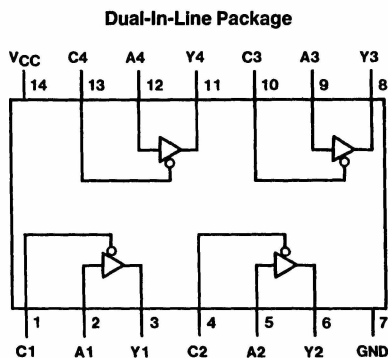 Dual-In-Line Package
VCC C4 A4 Y4 C3 A3 Y3
14 13 12 11 10 9 8
1 2 3 4 5 6 7
C1 A1 Y1 C2 A2 Y2 GND